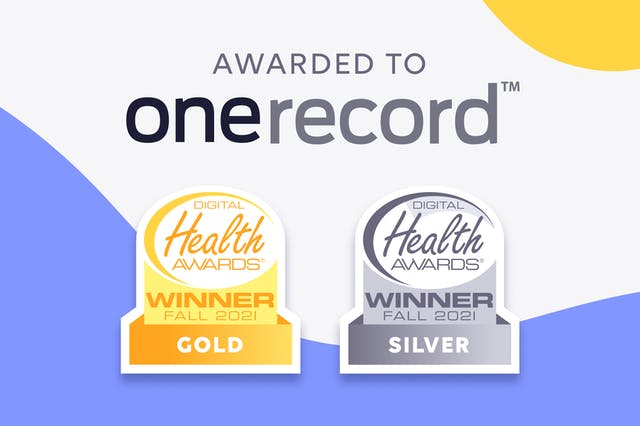 AWARDED TO
onerecord™
DIGITAL
Health
AWARDS®
WINNER
FALL 2021
GOLD
DIGITAL
Health
AWARDS®
WINNER
FALL 2021
SILVER